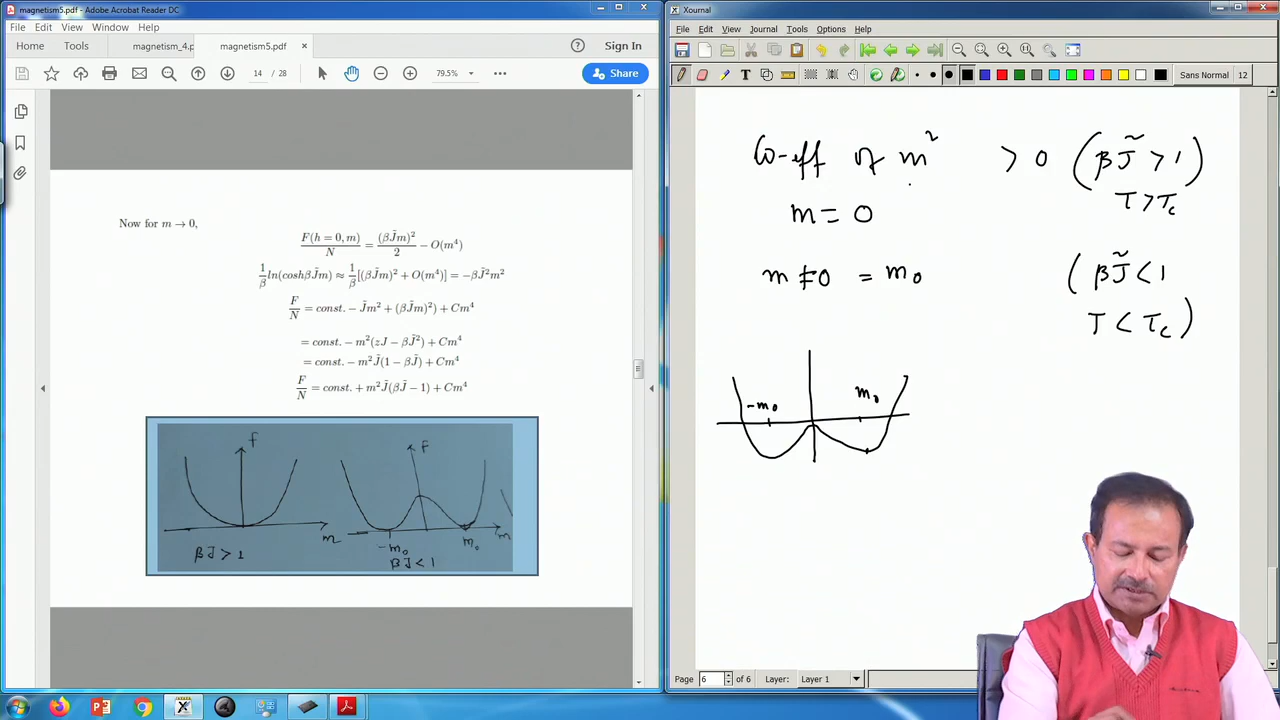 magnetism5.pdf - Adobe Acrobat Reader DC
File Edit View Window Help
Home Tools magnetism_4.p magnetism5.pdf × Sign In
14 / 28 79.5% Share
Now for m → 0,
F(h = 0, m)/N = (βJ̃m)²/2 − O(m⁴)
1/β ln(coshβJ̃m) ≈ 1/β[(βJ̃m)² + O(m⁴)] = −βJ̃²m²
F/N = const. − J̃m² + (βJ̃m)²) + Cm⁴
= const. − m²(zJ − βJ̃²) + Cm⁴
= const. − m²J̃(1 − βJ̃) + Cm⁴
F/N = const. + m²J̃(βJ̃ − 1) + Cm⁴
f
m
βJ > 1
f
m
-m₀
m₀
βJ < 1
Xournal
File Edit View Journal Tools Options Help
Sans Normal 12
Co-eff of m² > 0 (βJ̃ > 1)
T > Tc
m = 0
m ≠ 0 = m₀ (βJ̃ < 1
T < Tc)
-m₀ m₀
Page 6 of 6 Layer: Layer 1